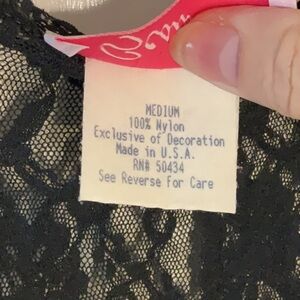 MEDIUM
100% Nylon
Exclusive of Decoration
Made in U.S.A.
RN# 50434
See Reverse For Care